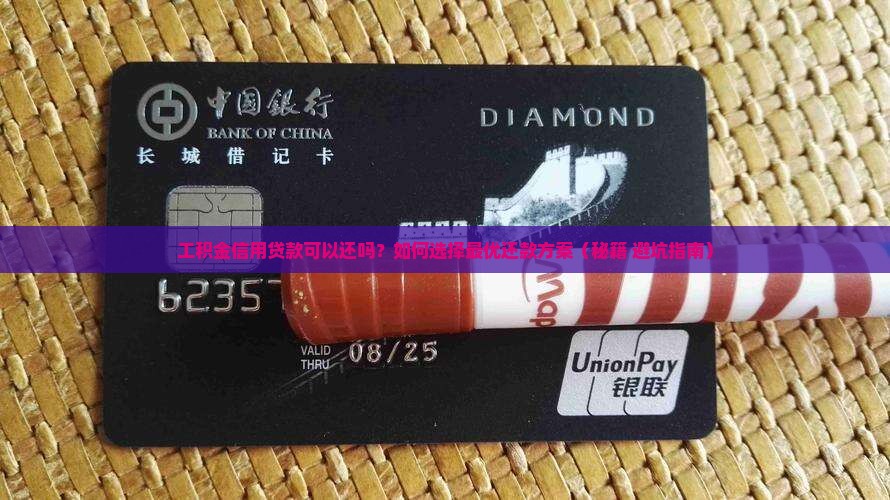 中国银行
BANK OF CHINA
长城借记卡
DIAMOND
工积金信用贷款可以还吗？如何选择最优还款方案（秘籍 避坑指南）
6235
VALID
THRU
08/25
UnionPay
银联